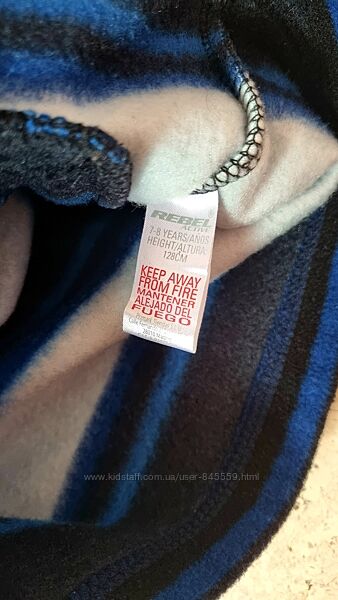 REBEL
ACTIVE
7-8 YEARS/AÑOS
HEIGHT/ALTURA
128CM
KEEP AWAY
FROM FIRE
MANTENER
ALEJADO DEL
FUEGO
www.kidstaff.com.ua/user-845559.html